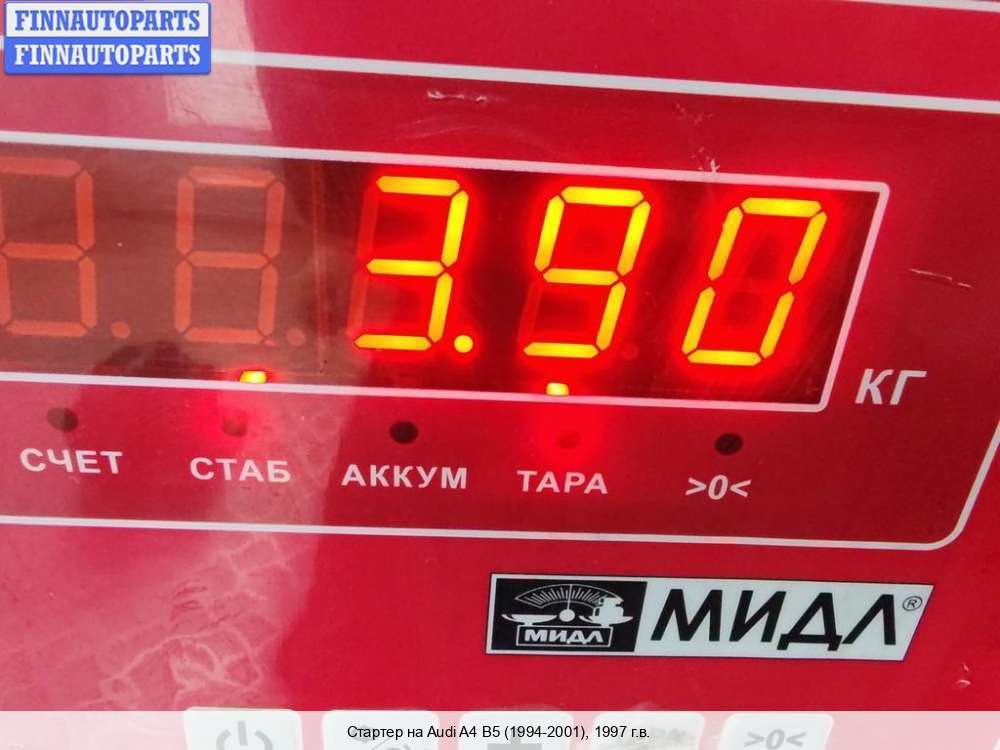 FINNAUTOPARTS
FINNAUTOPARTS
3.90
КГ
СЧЕТ СТАБ АККУМ ТАРА >0<
МИДЛ МИДЛ®
>0<
Стартер на Audi A4 B5 (1994-2001), 1997 г.в.